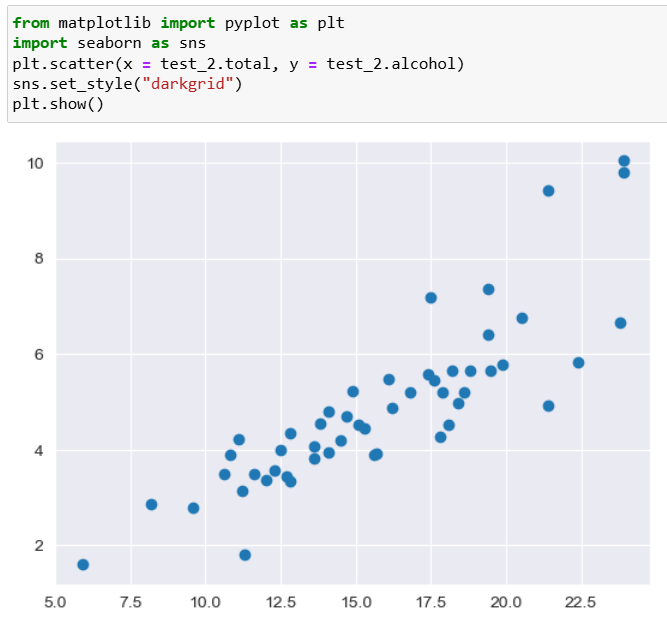 from matplotlib import pyplot as plt
import seaborn as sns
plt.scatter(x = test_2.total, y = test_2.alcohol)
sns.set_style("darkgrid")
plt.show()
10
8
6
4
2
5.0 7.5 10.0 12.5 15.0 17.5 20.0 22.5